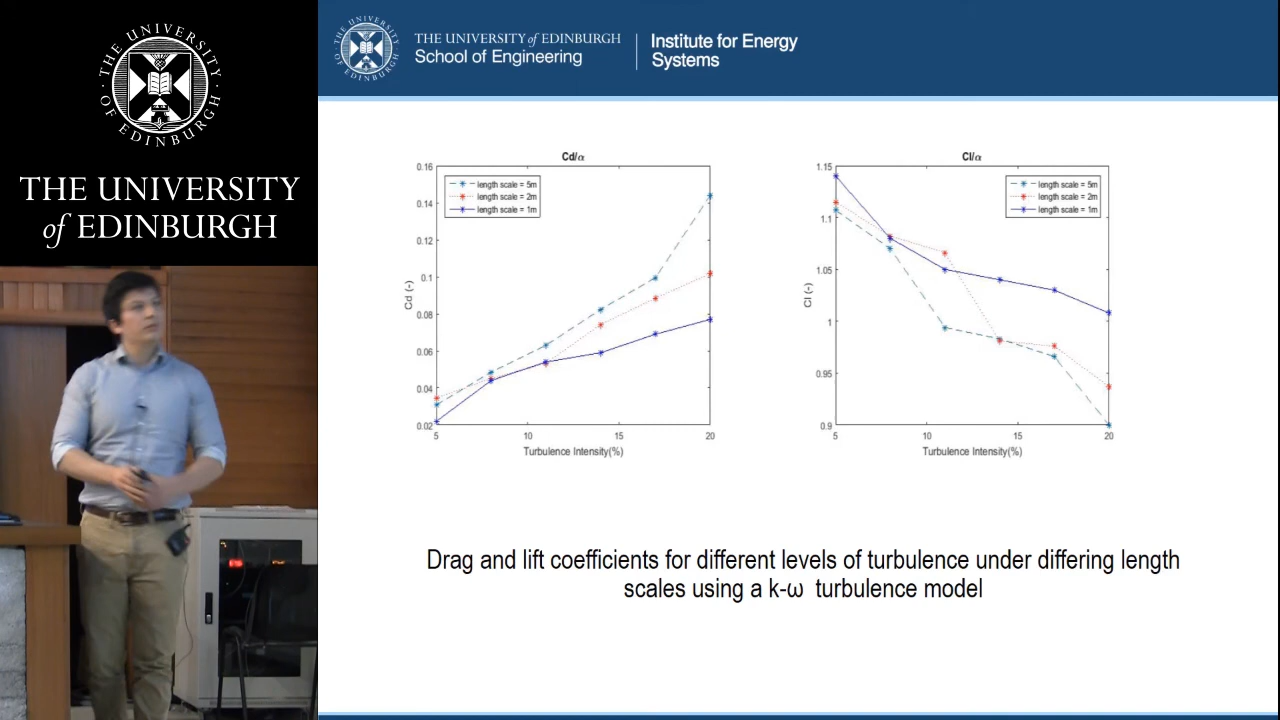 THE UNIVERSITY
OF EDINBURGH
THE UNIVERSITY
of EDINBURGH
THE UNIVERSITY of EDINBURGH
School of Engineering
Institute for Energy
Systems
Cd/α
0.16
0.14
0.12
0.1
0.08
0.06
0.04
0.02
Cd (-)
length scale = 5m
length scale = 2m
length scale = 1m
5
10
15
20
Turbulence Intensity(%)
Cl/α
1.15
1.1
1.05
1
0.95
0.9
Cl (-)
length scale = 5m
length scale = 2m
length scale = 1m
5
10
15
20
Turbulence Intensity(%)
Drag and lift coefficients for different levels of turbulence under differing length
scales using a k-ω turbulence model